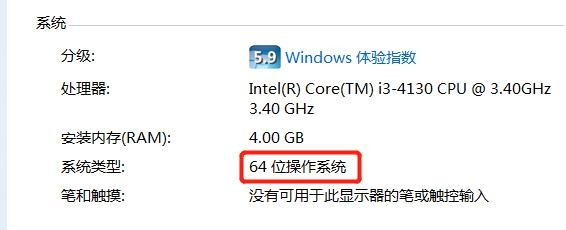 系统
分级:
5.9 Windows 体验指数
处理器:
Intel(R) Core(TM) i3-4130 CPU @ 3.40GHz
3.40 GHz
安装内存(RAM):
4.00 GB
系统类型:
64 位操作系统
笔和触摸:
没有可用于此显示器的笔或触控输入